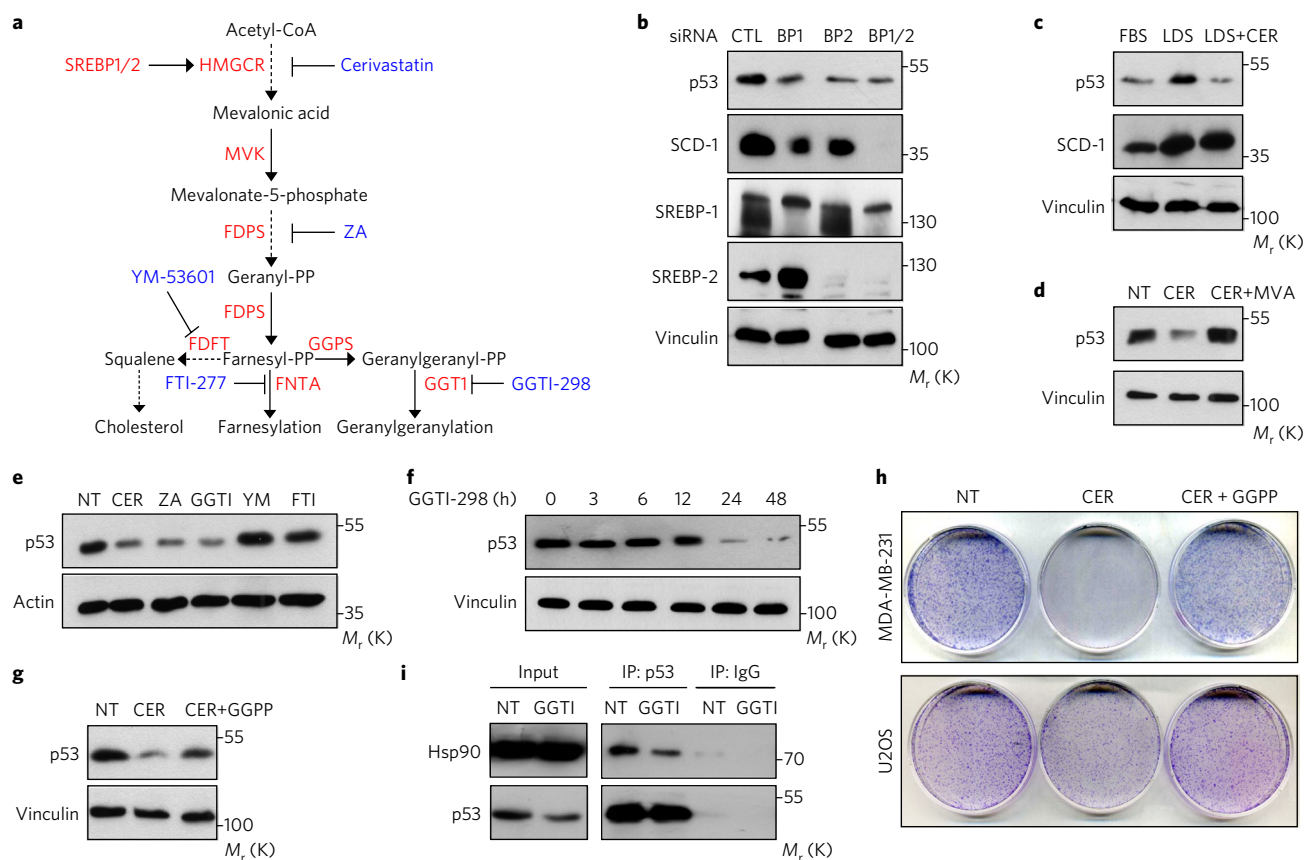 a
Acetyl-CoA
SREBP1/2 HMGCR Cerivastatin
Mevalonic acid
MVK
Mevalonate-5-phosphate
FDPS ZA
YM-53601 Geranyl-PP
FDPS
FDFT GGPS
Squalene Farnesyl-PP Geranylgeranyl-PP
FTI-277 FNTA GGT1 GGTI-298
Cholesterol Farnesylation Geranylgeranylation
b
siRNA CTL BP1 BP2 BP1/2
p53 55
SCD-1 35
SREBP-1 130
SREBP-2 130
Vinculin 100
Mr (K)
c
FBS LDS LDS+CER
p53 55
SCD-1 35
Vinculin 100
Mr (K)
d
NT CER CER+MVA
p53 55
Vinculin 100
Mr (K)
e
NT CER ZA GGTI YM FTI
p53 55
Actin 35
Mr (K)
f
GGTI-298 (h) 0 3 6 12 24 48
p53 55
Vinculin 100
Mr (K)
g
NT CER CER+GGPP
p53 55
Vinculin 100
Mr (K)
h
NT CER CER + GGPP
MDA-MB-231
U2OS
i
Input IP: p53 IP: IgG
NT GGTI NT GGTI NT GGTI
Hsp90 70
p53 55
Mr (K)